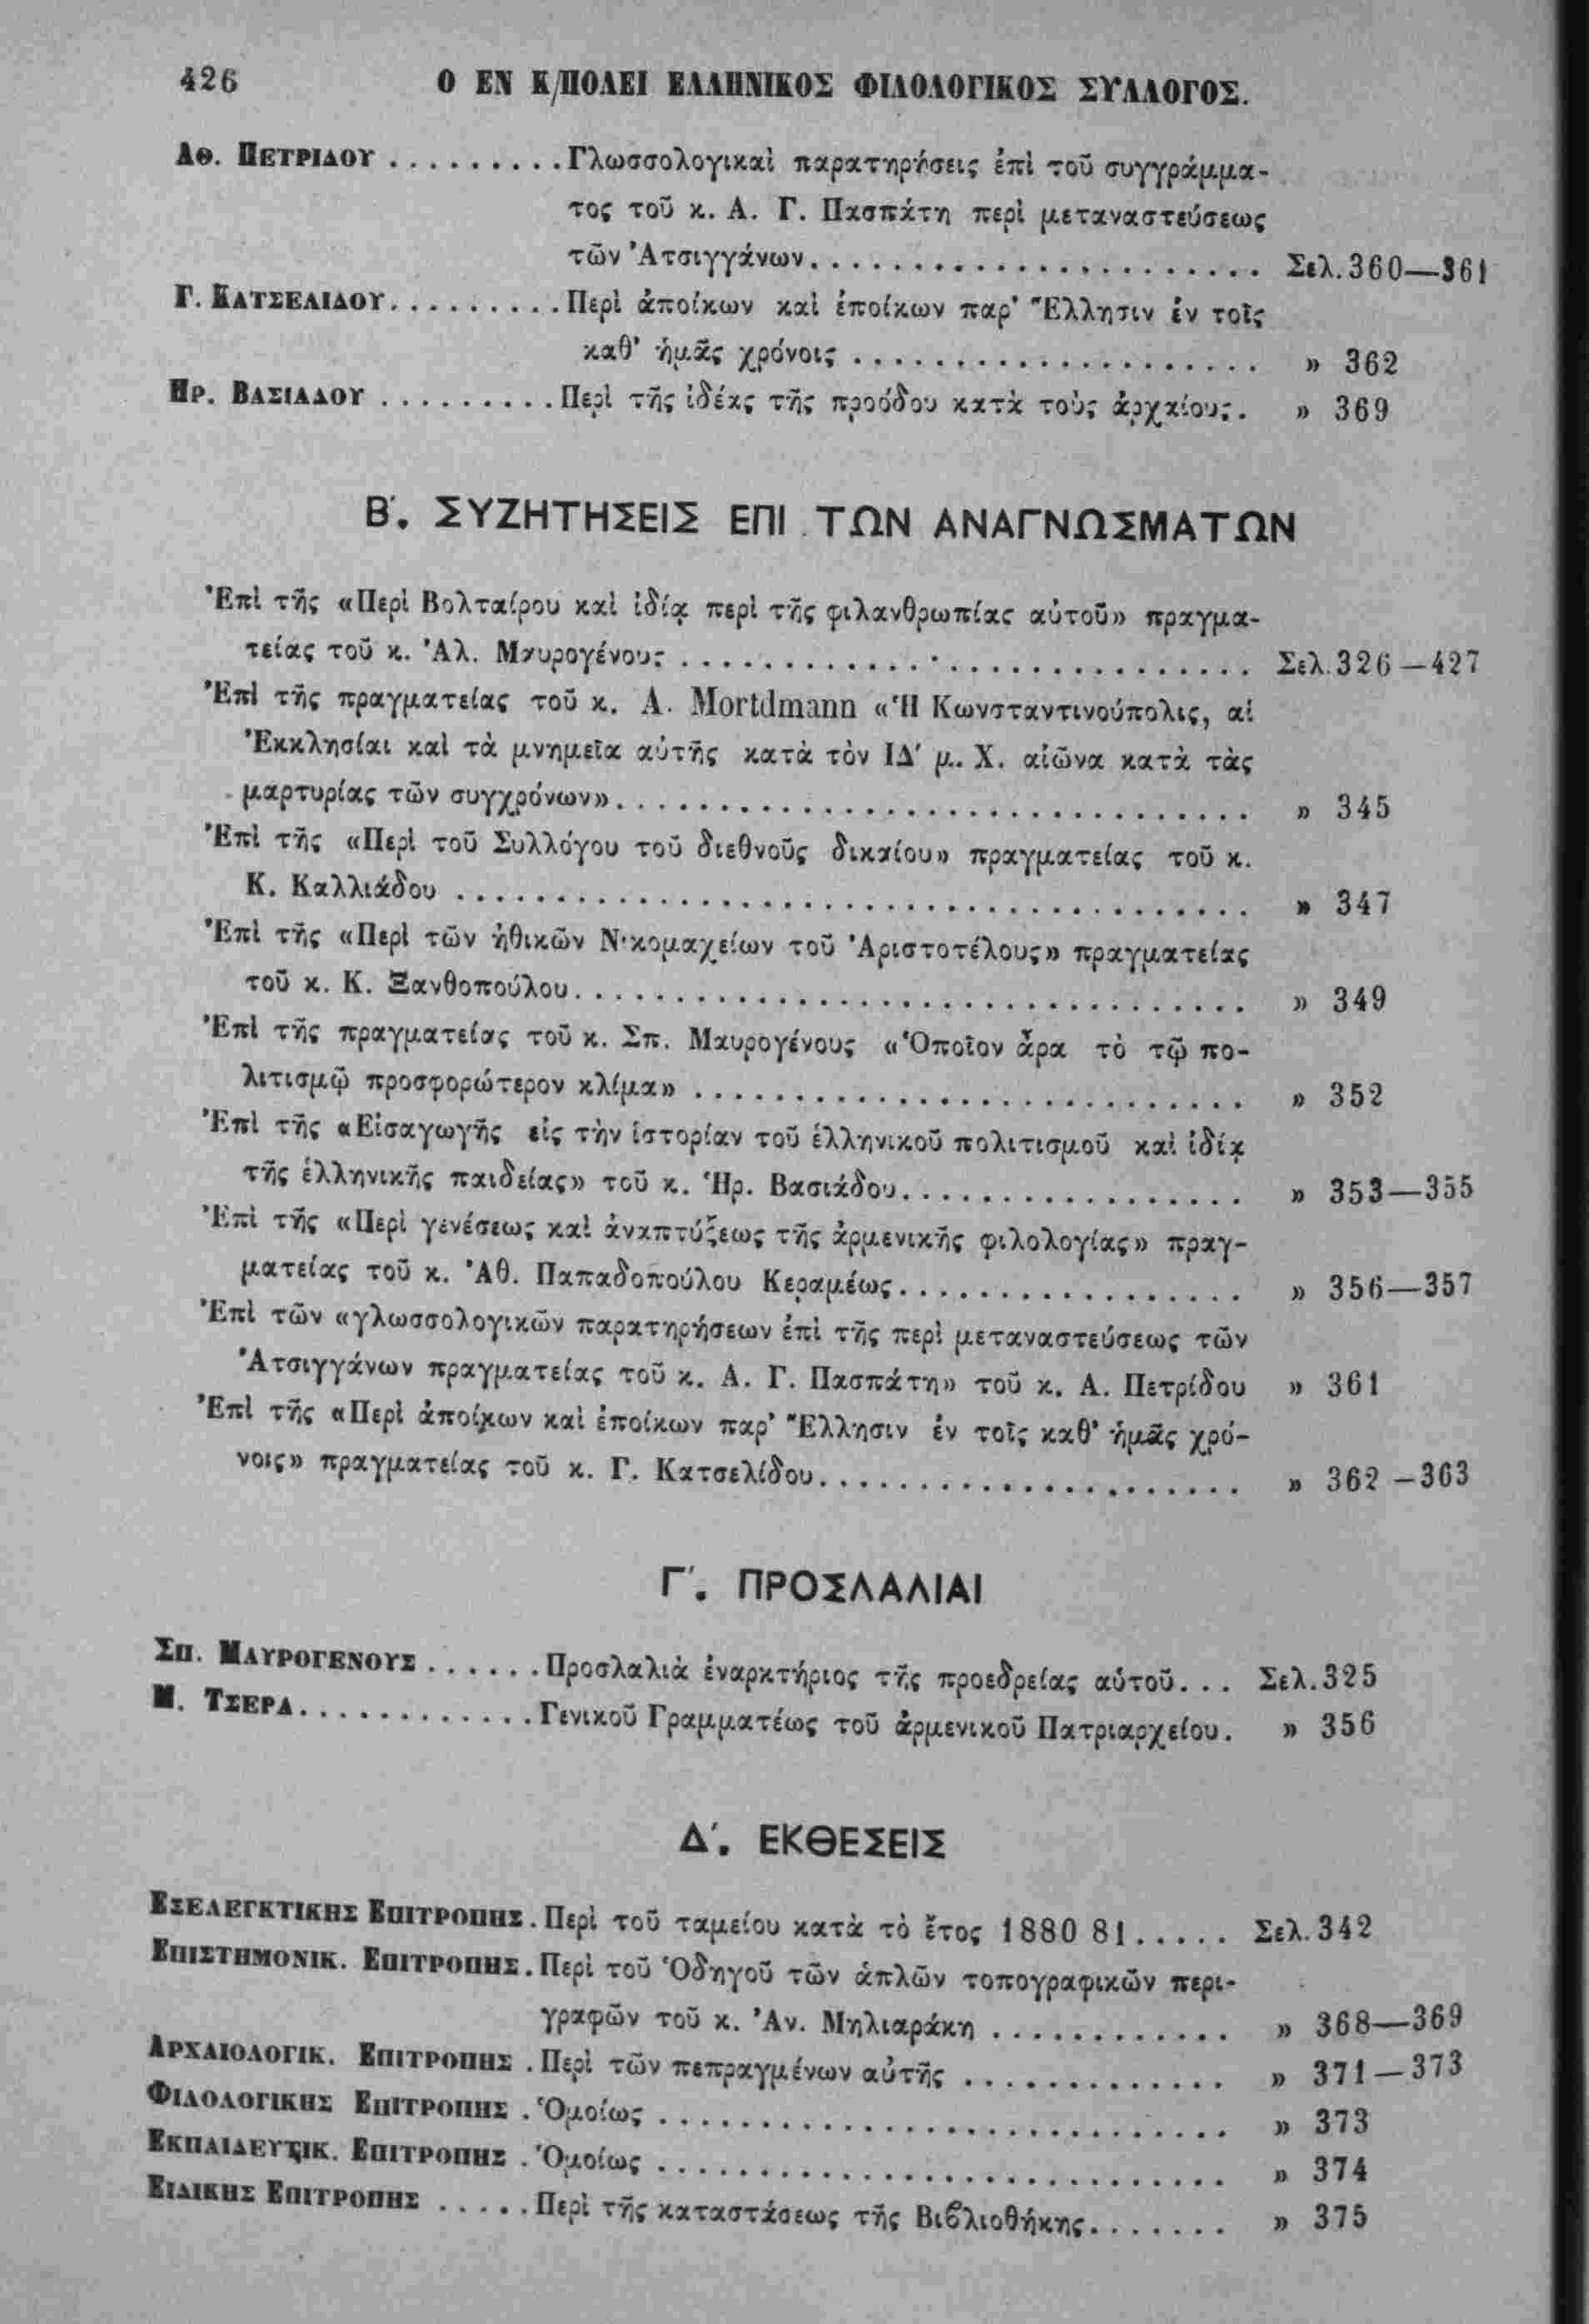 426 Ο ΕΝ Κ/ΠΟΛΕΙ ΕΛΛΗΝΙΚΟΣ ΦΙΛΟΛΟΓΙΚΟΣ ΣΥΛΛΟΓΟΣ.
ΑΘ. ΠΕΤΡΙΔΟΥ . . . . . . . . . Γλωσσολογικαὶ παρατηρήσεις ἐπὶ τοῦ συγγράμμα-
τος τοῦ κ. Α. Γ. Πασπάτη περὶ μεταναστεύσεως
τῶν Ἀτσιγγάνων. . . . . . . . . . . . . . . . . . . . . . Σελ. 360—361
Γ. ΚΑΤΣΕΛΙΔΟΥ. . . . . . . . . Περὶ ἀποίκων καὶ ἐποίκων παρ' Ἕλλησιν ἐν τοῖς
καθ' ἡμᾶς χρόνοις . . . . . . . . . . . . . . . . . . . . » 362
ΗΡ. ΒΑΣΙΑΔΟΥ . . . . . . . . . Περὶ τῆς ἰδέας τῆς προόδου κατὰ τοὺς ἀρχαίους. » 369
Β'. ΣΥΖΗΤΗΣΕΙΣ ΕΠΙ ΤΩΝ ΑΝΑΓΝΩΣΜΑΤΩΝ
Ἐπὶ τῆς «Περὶ Βολταίρου καὶ ἰδίᾳ περὶ τῆς φιλανθρωπίας αὐτοῦ» πραγμα-
τείας τοῦ κ. Ἀλ. Μαυρογένους . . . . . . . . . . . . . . . . . . . . . . . . . . . . Σελ. 326—427
Ἐπὶ τῆς πραγματείας τοῦ κ. Α. Mortdmann «Ἡ Κωνσταντινούπολις, αἱ
Ἐκκλησίαι καὶ τὰ μνημεῖα αὐτῆς κατὰ τὸν ΙΔ' μ. Χ. αἰῶνα κατὰ τὰς
μαρτυρίας τῶν συγχρόνων». . . . . . . . . . . . . . . . . . . . . . . . . . . . . . . » 345
Ἐπὶ τῆς «Περὶ τοῦ Συλλόγου τοῦ διεθνοῦς δικαίου» πραγματείας τοῦ κ.
Κ. Καλλιάδου . . . . . . . . . . . . . . . . . . . . . . . . . . . . . . . . . . . . . . . » 347
Ἐπὶ τῆς «Περὶ τῶν ἠθικῶν Νικομαχείων τοῦ Ἀριστοτέλους» πραγματείας
τοῦ κ. Κ. Ξανθοπούλου. . . . . . . . . . . . . . . . . . . . . . . . . . . . . . . . . » 349
Ἐπὶ τῆς πραγματείας τοῦ κ. Σπ. Μαυρογένους «Ὁποῖον ἆρα τὸ τῷ πο-
λιτισμῷ προσφορώτερον κλίμα» . . . . . . . . . . . . . . . . . . . . . . . . . . . » 352
Ἐπὶ τῆς «Εἰσαγωγῆς εἰς τὴν ἱστορίαν τοῦ ἑλληνικοῦ πολιτισμοῦ καὶ ἰδίᾳ
τῆς ἑλληνικῆς παιδείας» τοῦ κ. Ἡρ. Βασιάδου. . . . . . . . . . . . . . . . . » 353—355
Ἐπὶ τῆς «Περὶ γενέσεως καὶ ἀναπτύξεως τῆς ἀρμενικῆς φιλολογίας» πραγ-
ματείας τοῦ κ. Ἀθ. Παπαδοπούλου Κεραμέως. . . . . . . . . . . . . . . . . » 356—357
Ἐπὶ τῶν «γλωσσολογικῶν παρατηρήσεων ἐπὶ τῆς περὶ μεταναστεύσεως τῶν
Ἀτσιγγάνων πραγματείας τοῦ κ. Α. Γ. Πασπάτη» τοῦ κ. Α. Πετρίδου » 361
Ἐπὶ τῆς «Περὶ ἀποίκων καὶ ἐποίκων παρ' Ἕλλησιν ἐν τοῖς καθ' ἡμᾶς χρό-
νοις» πραγματείας τοῦ κ. Γ. Κατσελίδου. . . . . . . . . . . . . . . . . . . . . » 362—363
Γ'. ΠΡΟΣΛΑΛΙΑΙ
ΣΠ. ΜΑΥΡΟΓΕΝΟΥΣ . . . . . . Προσλαλιὰ ἐναρκτήριος τῆς προεδρείας αὑτοῦ. . . Σελ. 325
Μ. ΤΣΕΡΑ. . . . . . . . . . . . Γενικοῦ Γραμματέως τοῦ ἀρμενικοῦ Πατριαρχείου. » 356
Δ'. ΕΚΘΕΣΕΙΣ
ΕΞΕΛΕΓΚΤΙΚΗΣ ΕΠΙΤΡΟΠΗΣ. Περὶ τοῦ ταμείου κατὰ τὸ ἔτος 1880 81. . . . . Σελ. 342
ΕΠΙΣΤΗΜΟΝΙΚ. ΕΠΙΤΡΟΠΗΣ. Περὶ τοῦ Ὁδηγοῦ τῶν ἁπλῶν τοπογραφικῶν περι-
γραφῶν τοῦ κ. Ἀν. Μηλιαράκη . . . . . . . . . . . . » 368—369
ΑΡΧΑΙΟΛΟΓΙΚ. ΕΠΙΤΡΟΠΗΣ . Περὶ τῶν πεπραγμένων αὐτῆς . . . . . . . . . . . . . » 371—373
ΦΙΛΟΛΟΓΙΚΗΣ ΕΠΙΤΡΟΠΗΣ . Ὁμοίως . . . . . . . . . . . . . . . . . . . . . . . . . . . . » 373
ΕΚΠΑΙΔΕΥΤΙΚ. ΕΠΙΤΡΟΠΗΣ . Ὁμοίως . . . . . . . . . . . . . . . . . . . . . . . . . . . . » 374
ΕΙΔΙΚΗΣ ΕΠΙΤΡΟΠΗΣ . . . . . Περὶ τῆς καταστάσεως τῆς Βιβλιοθήκης. . . . . . . » 375